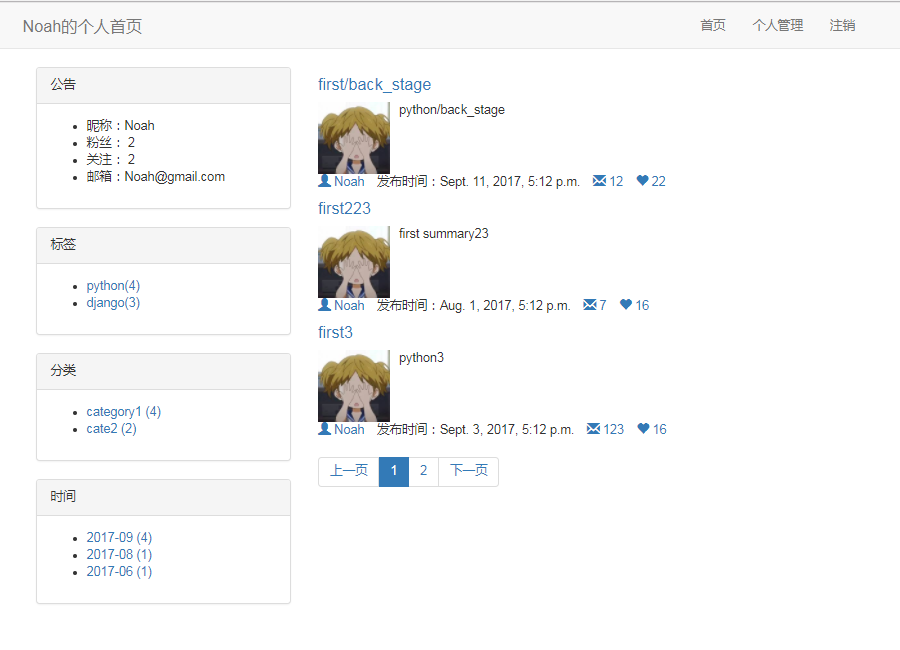 Noah的个人首页 首页 个人管理 注销
公告
昵称：Noah
粉丝： 2
关注： 2
邮箱：Noah@gmail.com
标签
python(4)
django(3)
分类
category1 (4)
cate2 (2)
时间
2017-09 (4)
2017-08 (1)
2017-06 (1)
first/back_stage
python/back_stage
Noah 发布时间：Sept. 11, 2017, 5:12 p.m. 12 22
first223
first summary23
Noah 发布时间：Aug. 1, 2017, 5:12 p.m. 7 16
first3
python3
Noah 发布时间：Sept. 3, 2017, 5:12 p.m. 123 16
上一页 1 2 下一页